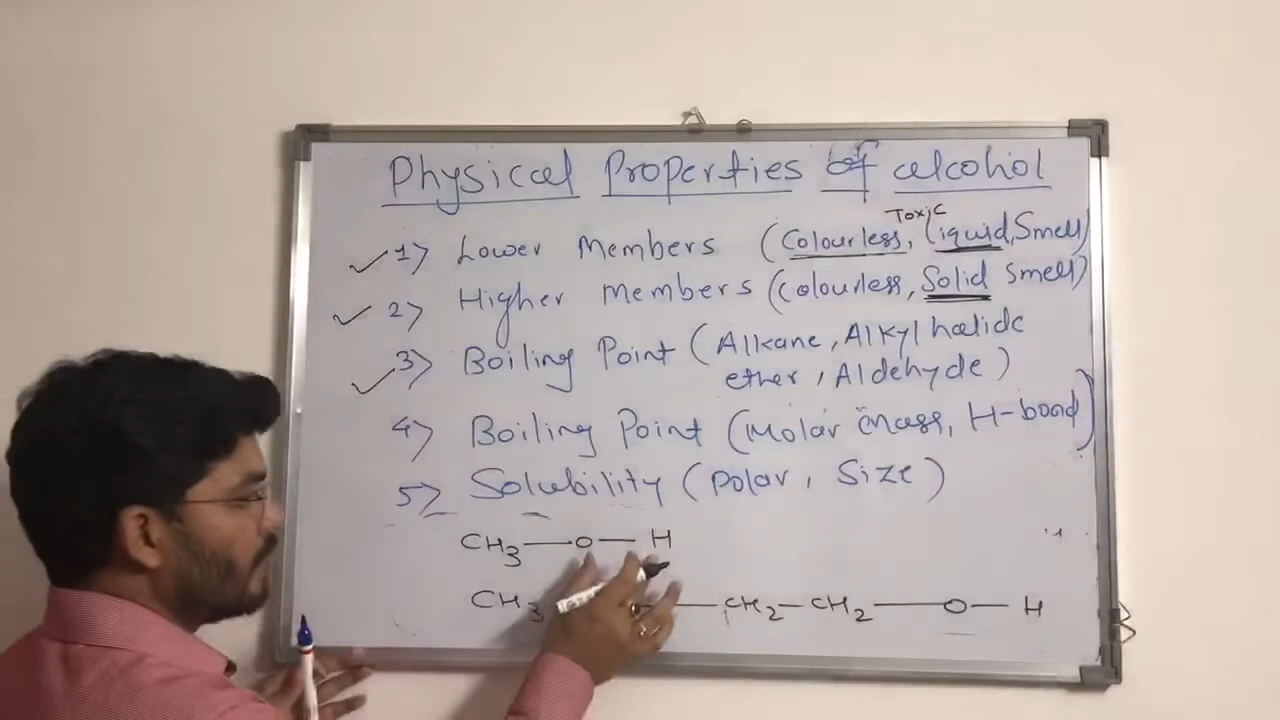 Physical Properties of alcohol
Toxic
1) Lower Members (Colourless, Liquid, Smell)
2) Higher Members (Colourless, Solid Smell)
3) Boiling Point (Alkane, Alkyl halide
ether, Aldehyde)
4) Boiling Point (Molar mass, H-bond)
5) Solubility (Polar, Size)
CH3—O—H
CH3 — CH2—CH2—O—H